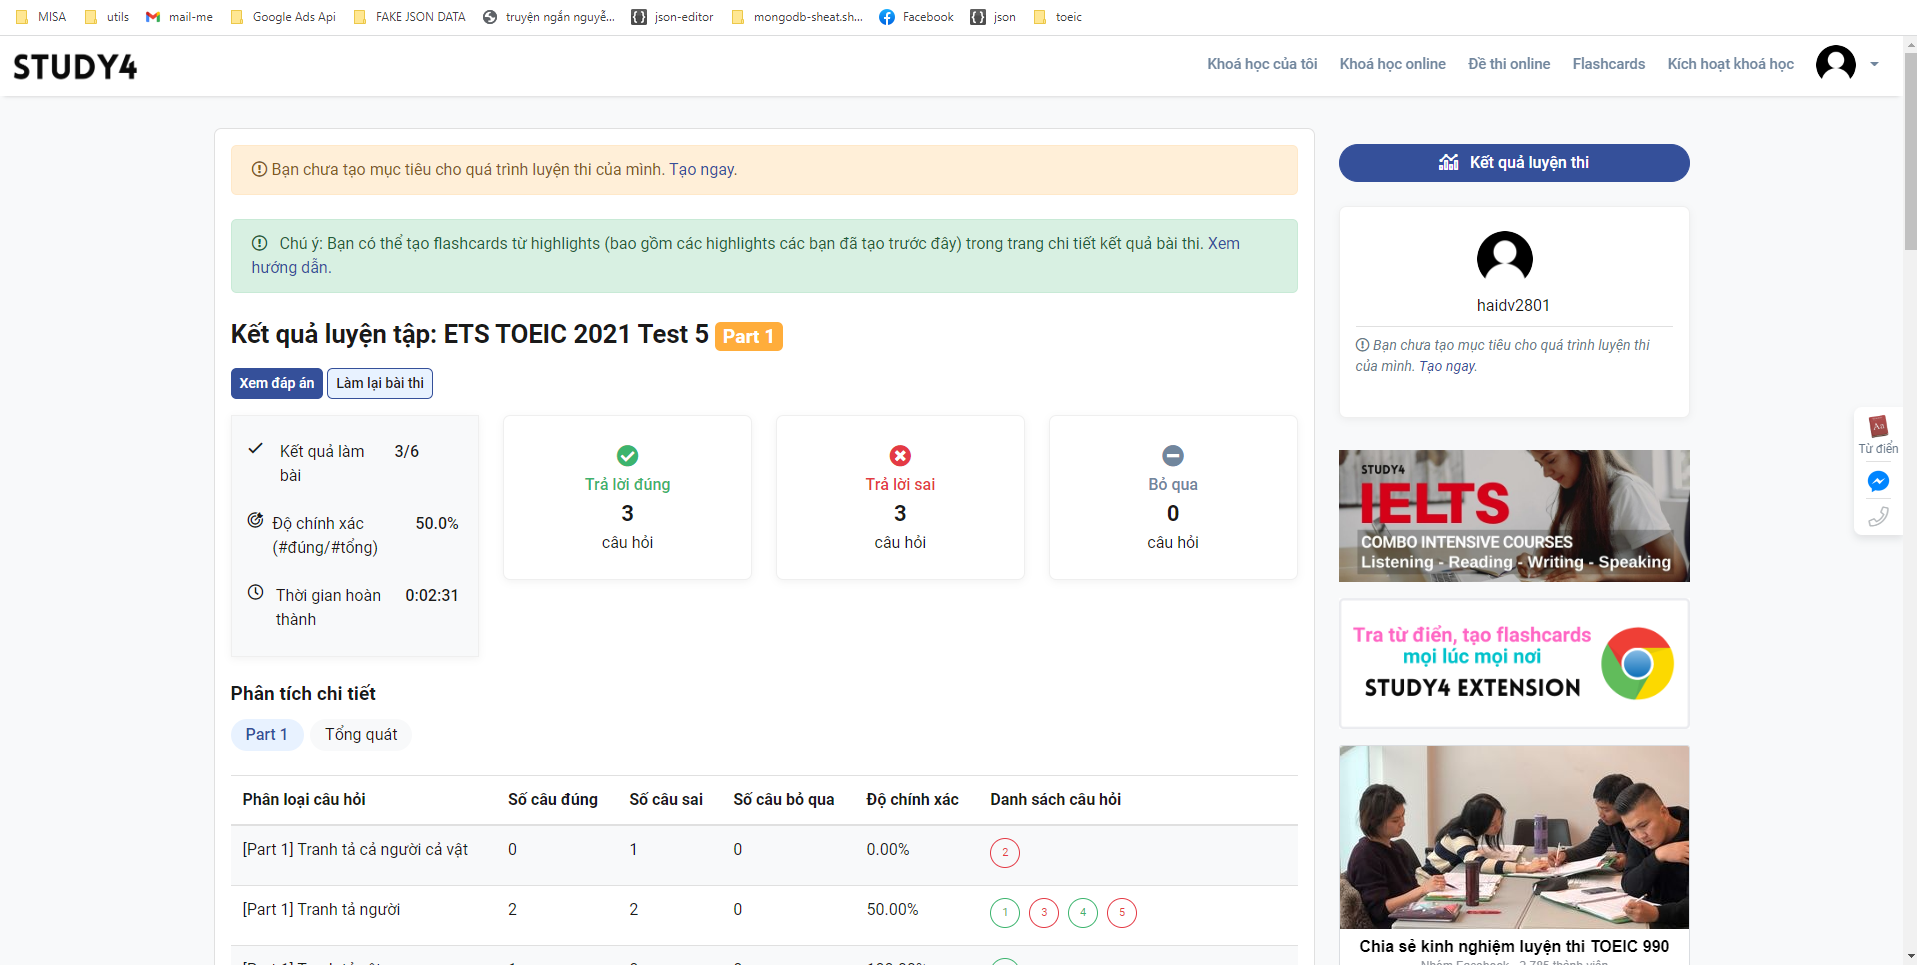 MISA
utils
mail-me
Google Ads Api
FAKE JSON DATA
truyện ngắn nguyễ...
json-editor
mongodb-sheat.sh...
Facebook
json
toeic
STUDY4
Khoá học của tôi
Khoá học online
Đề thi online
Flashcards
Kích hoạt khoá học
Bạn chưa tạo mục tiêu cho quá trình luyện thi của mình. Tạo ngay.
Chú ý: Bạn có thể tạo flashcards từ highlights (bao gồm các highlights các bạn đã tạo trước đây) trong trang chi tiết kết quả bài thi. Xem
hướng dẫn.
Kết quả luyện tập: ETS TOEIC 2021 Test 5 Part 1
Xem đáp án
Làm lại bài thi
Kết quả làm 3/6
bài
Độ chính xác 50.0%
(#đúng/#tổng)
Thời gian hoàn 0:02:31
thành
Trả lời đúng
3
câu hỏi
Trả lời sai
3
câu hỏi
Bỏ qua
0
câu hỏi
Phân tích chi tiết
Part 1
Tổng quát
Phân loại câu hỏi Số câu đúng Số câu sai Số câu bỏ qua Độ chính xác Danh sách câu hỏi
[Part 1] Tranh tả cả người cả vật 0 1 0 0.00% 2
[Part 1] Tranh tả người 2 2 0 50.00% 1 3 4 5
Kết quả luyện thi
haidv2801
Bạn chưa tạo mục tiêu cho quá trình luyện thi
của mình. Tạo ngay.
STUDY4
IELTS
COMBO INTENSIVE COURSES
Listening - Reading - Writing - Speaking
Tra từ điển, tạo flashcards
mọi lúc mọi nơi
STUDY4 EXTENSION
Chia sẻ kinh nghiệm luyện thi TOEIC 990
Từ điển